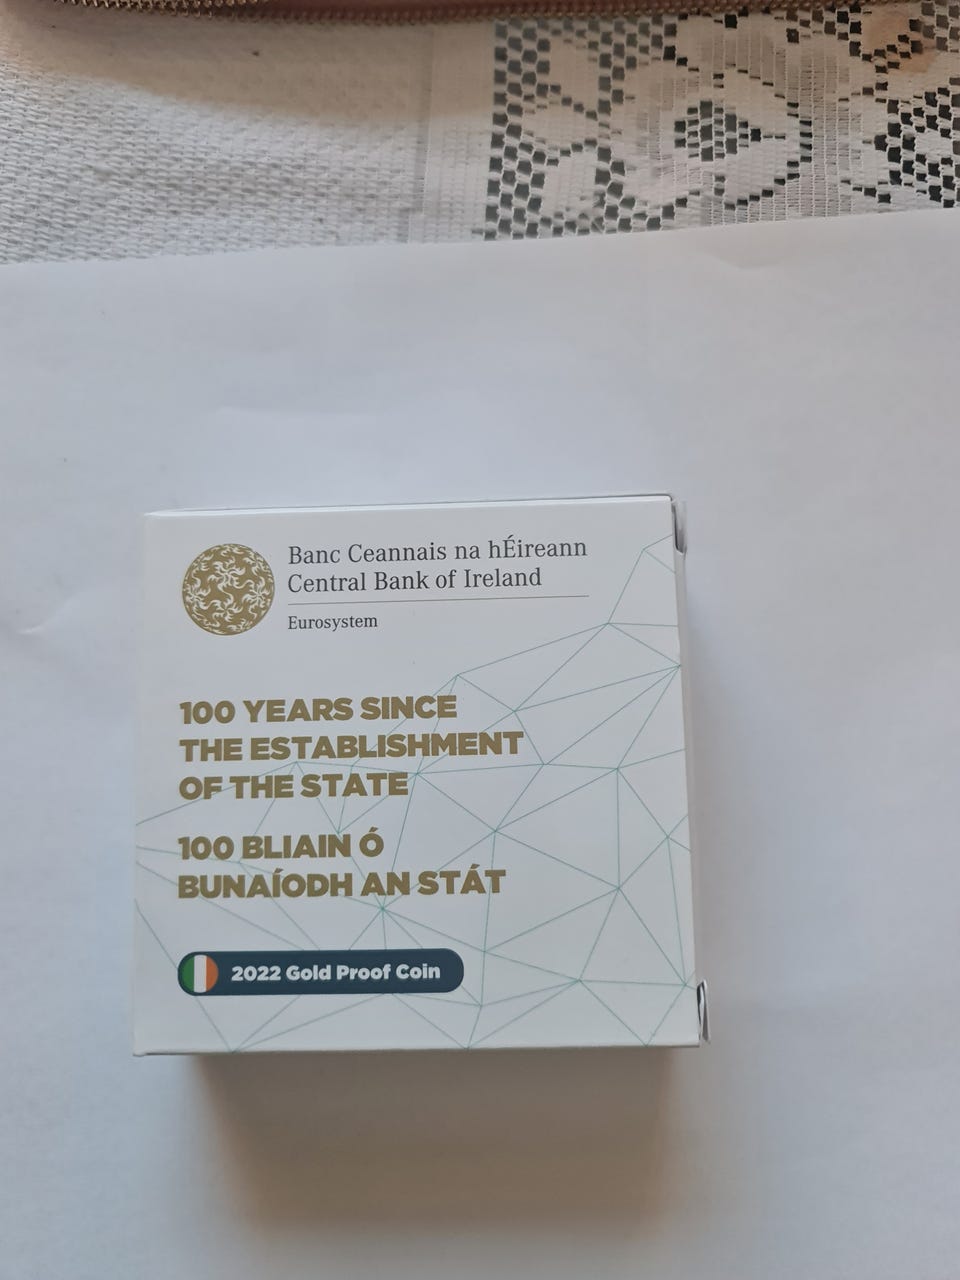 Banc Ceannais na hÉireann
Central Bank of Ireland
Eurosystem
100 YEARS SINCE
THE ESTABLISHMENT
OF THE STATE
100 BLIAIN Ó
BUNAÍODH AN STÁT
2022 Gold Proof Coin